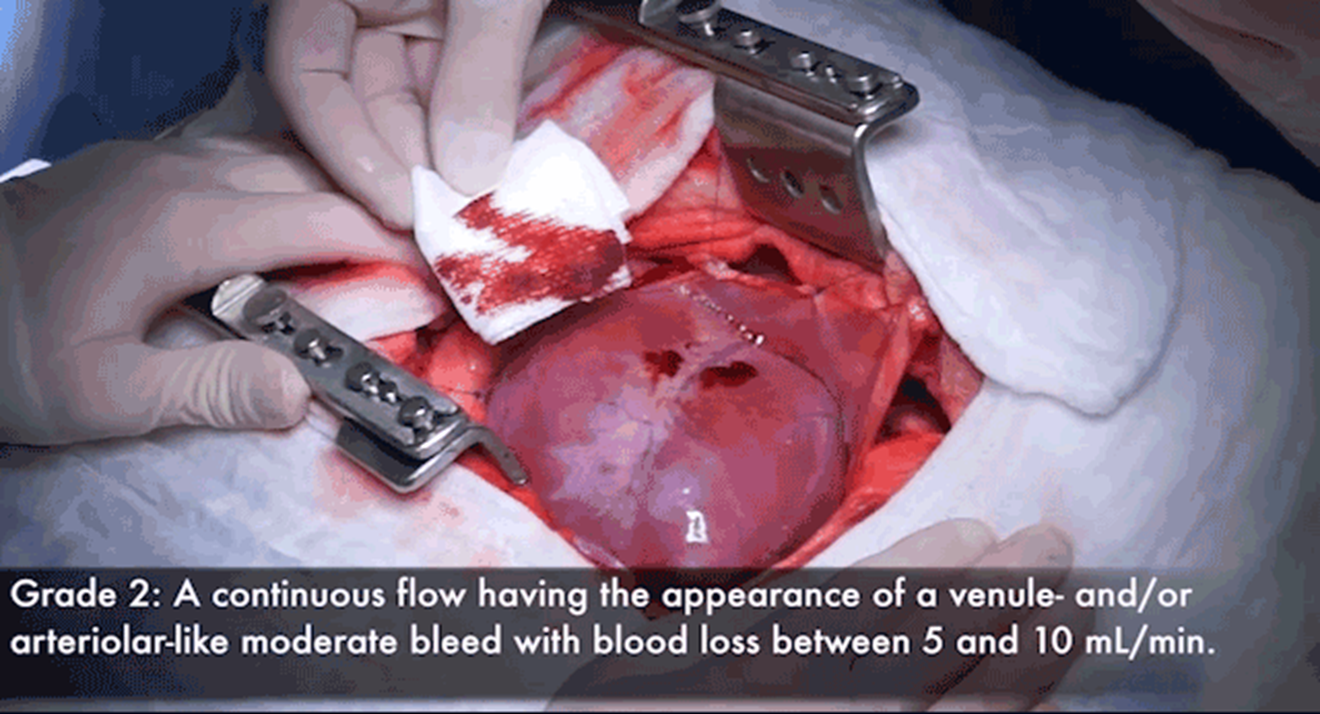 Grade 2: A continuous flow having the appearance of a venule- and/or
arteriolar-like moderate bleed with blood loss between 5 and 10 mL/min.